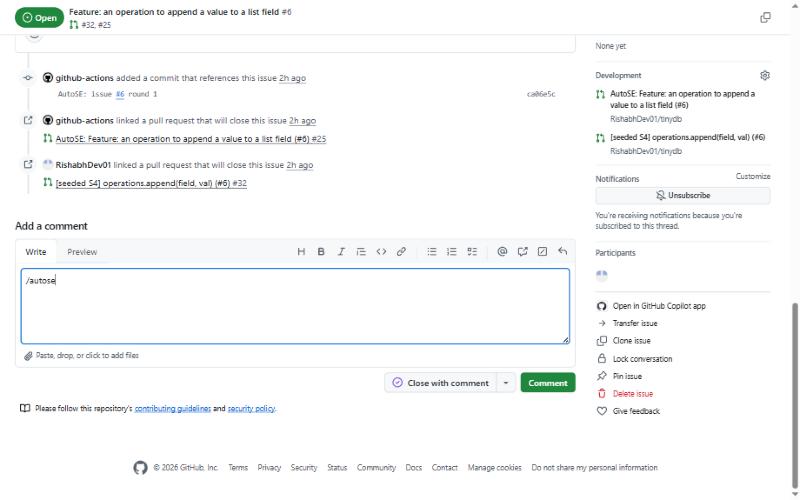 Open
Feature: an operation to append a value to a list field #6
#32, #25
github-actions added a commit that references this issue 2h ago
AutoSE: issue #6 round 1
ca06e5c
github-actions linked a pull request that will close this issue 2h ago
AutoSE: Feature: an operation to append a value to a list field (#6) #25
RishabhDev01 linked a pull request that will close this issue 2h ago
[seeded S4] operations.append(field, val) (#6) #32
Add a comment
Write
Preview
/autose
Paste, drop, or click to add files
Close with comment
Comment
Please follow this repository's contributing guidelines and security policy.
None yet
Development
AutoSE: Feature: an operation to append a
value to a list field (#6)
RishabhDev01/tinydb
[seeded S4] operations.append(field, val) (#6)
RishabhDev01/tinydb
Notifications
Customize
Unsubscribe
You're receiving notifications because you're
subscribed to this thread.
Participants
Open in GitHub Copilot app
Transfer issue
Clone issue
Lock conversation
Pin issue
Delete issue
Give feedback
© 2026 GitHub, Inc.
Terms
Privacy
Security
Status
Community
Docs
Contact
Manage cookies
Do not share my personal information